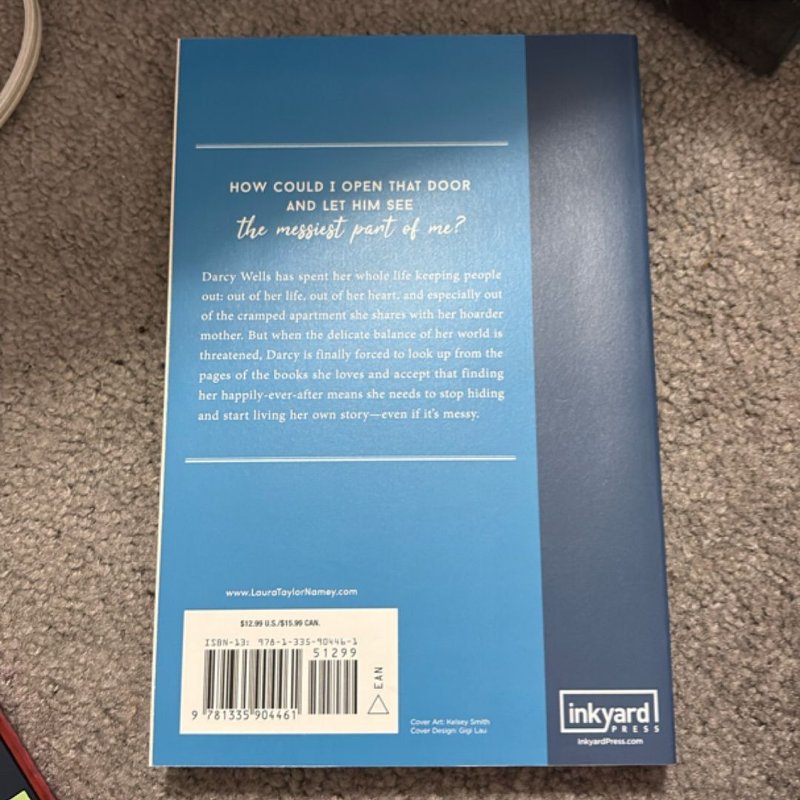 HOW COULD I OPEN THAT DOOR
AND LET HIM SEE
the messiest part of me?
Darcy Wells has spent her whole life keeping people
out: out of her life, out of her heart, and especially out
of the cramped apartment she shares with her hoarder
mother. But when the delicate balance of her world is
threatened, Darcy is finally forced to look up from the
pages of the books she loves and accept that finding
her happily-ever-after means she needs to stop hiding
and start living her own story—even if it's messy.
www.LauraTaylorNamey.com
$12.99 U.S./$15.99 CAN.
ISBN-13: 978-1-335-90446-1
51299
EAN
9 781335 904461
Cover Art: Kelsey Smith
Cover Design: Gigi Lau
inkyard
PRESS
InkyardPress.com